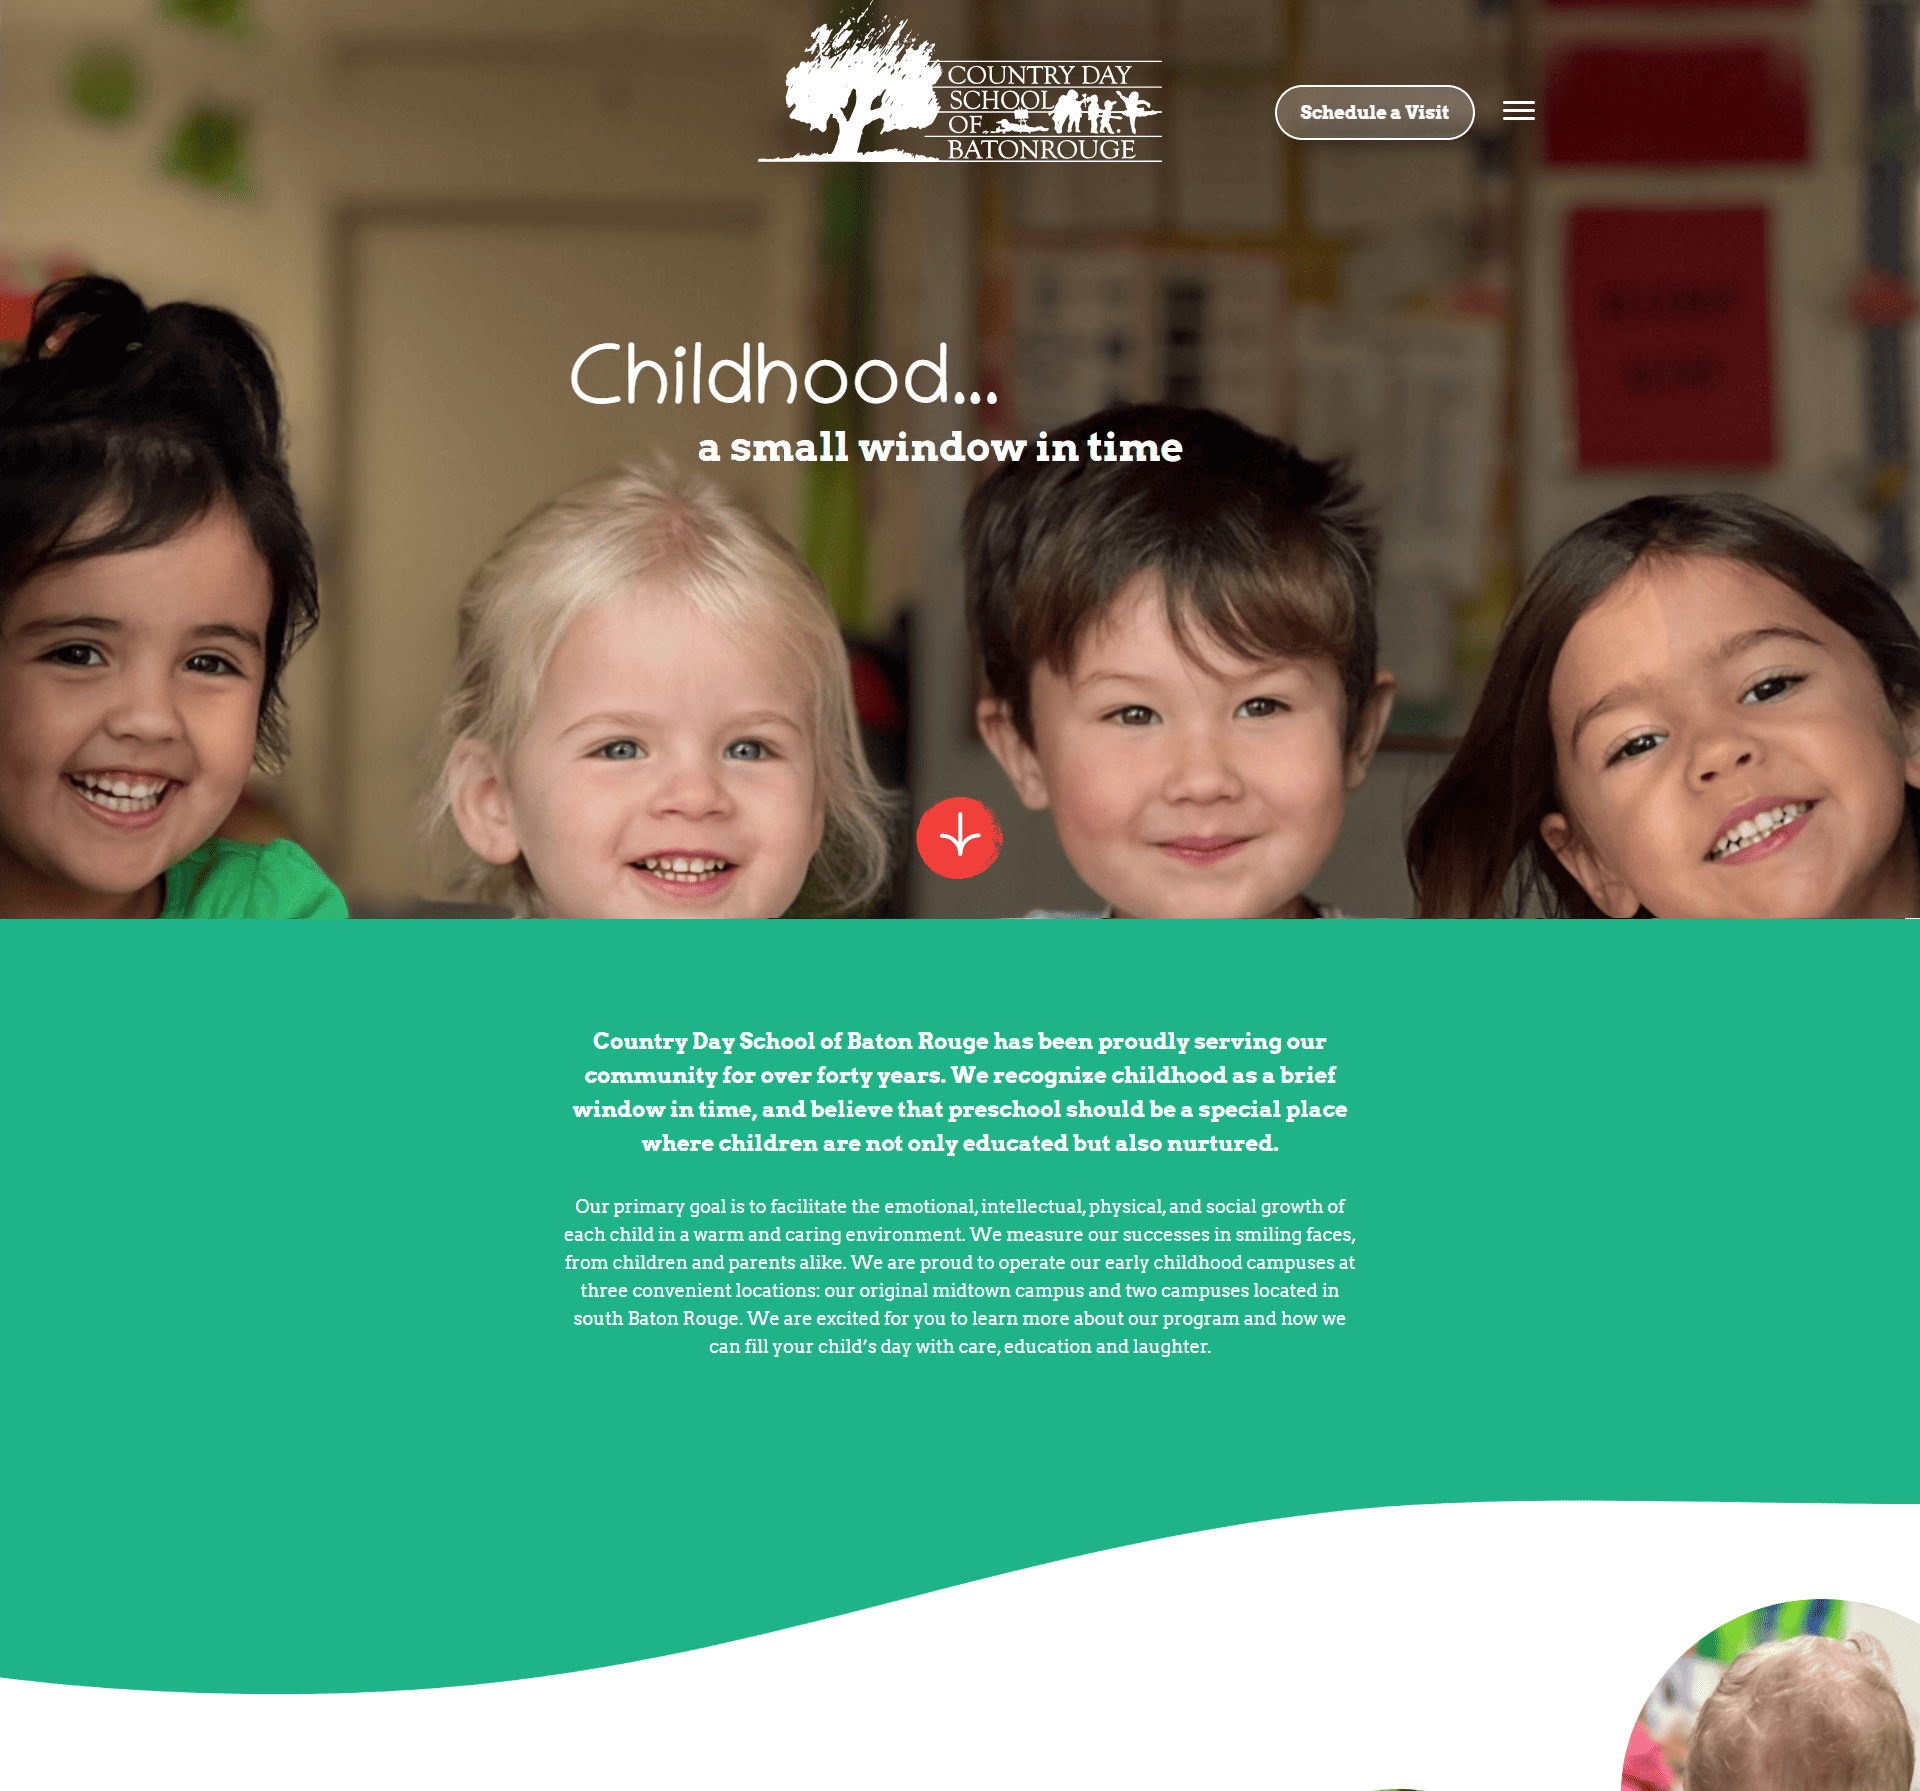 COUNTRY DAY
SCHOOL
OF
BATONROUGE
Schedule a Visit
Childhood...
a small window in time
Country Day School of Baton Rouge has been proudly serving our
community for over forty years. We recognize childhood as a brief
window in time, and believe that preschool should be a special place
where children are not only educated but also nurtured.
Our primary goal is to facilitate the emotional, intellectual, physical, and social growth of
each child in a warm and caring environment. We measure our successes in smiling faces,
from children and parents alike. We are proud to operate our early childhood campuses at
three convenient locations: our original midtown campus and two campuses located in
south Baton Rouge. We are excited for you to learn more about our program and how we
can fill your child’s day with care, education and laughter.